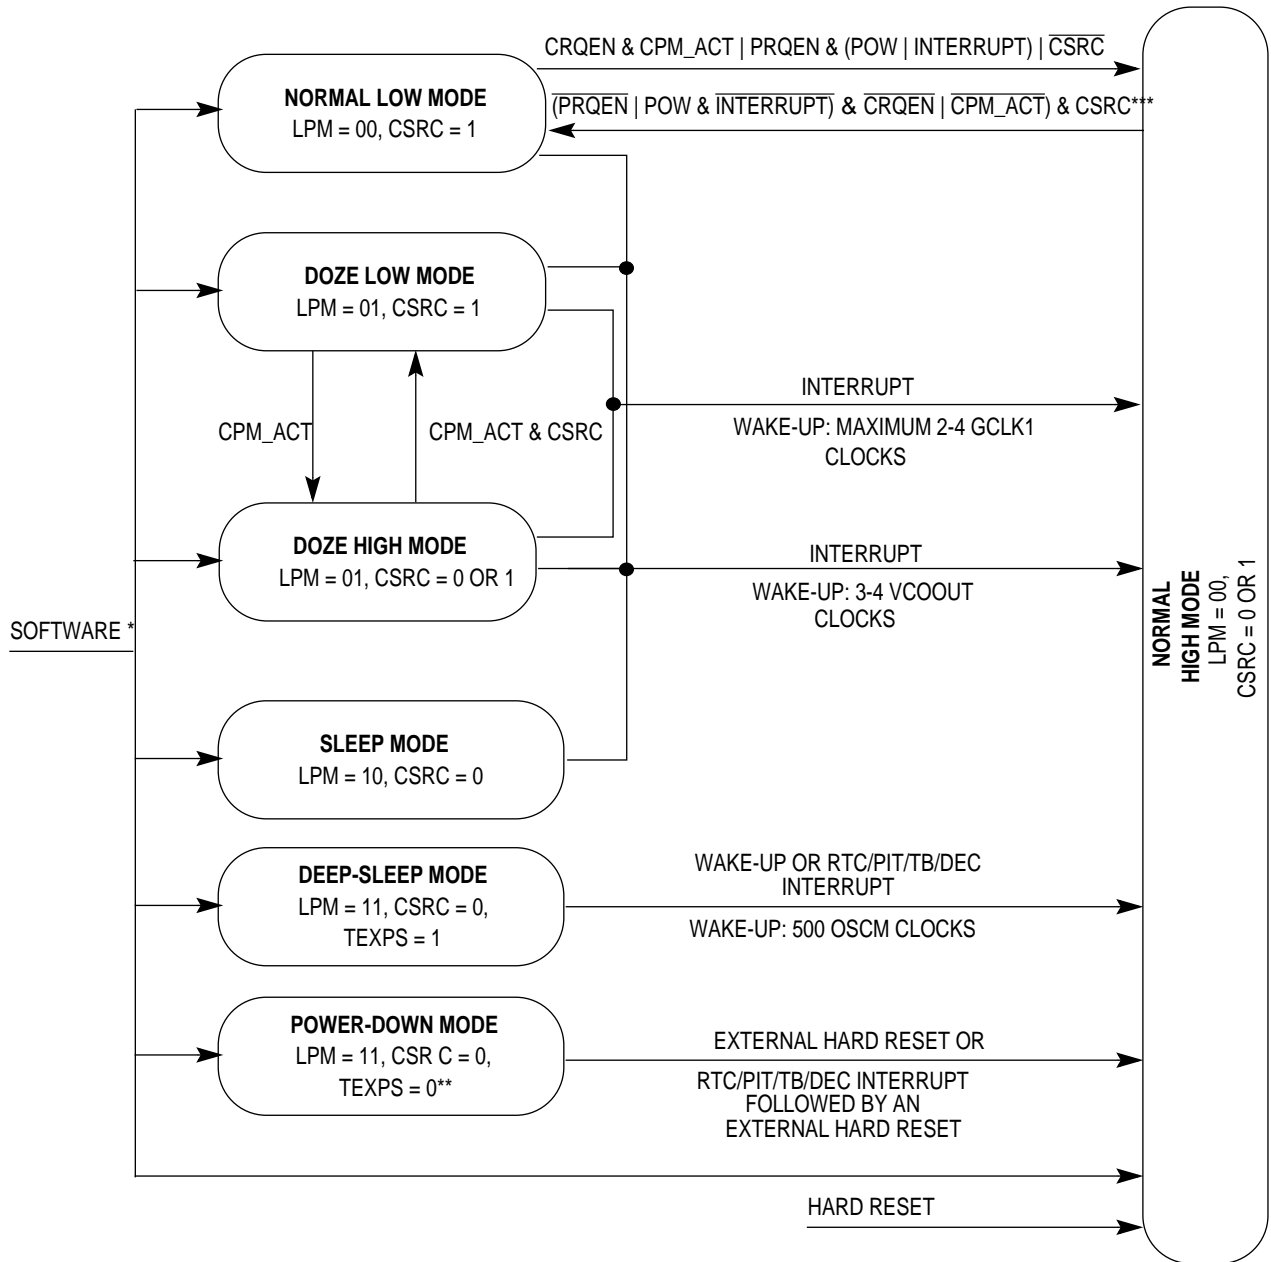 CRQEN & CPM_ACT | PRQEN & (POW | INTERRUPT) | C̅S̅R̅C̅
NORMAL LOW MODE
LPM = 00, CSRC = 1
(P̅R̅Q̅E̅N̅ | POW & I̅N̅T̅E̅R̅R̅U̅P̅T̅) & C̅R̅Q̅E̅N̅ | C̅P̅M̅_̅A̅C̅T̅) & CSRC***
DOZE LOW MODE
LPM = 01, CSRC = 1
CPM_ACT
CPM_ACT & CSRC
INTERRUPT
WAKE-UP: MAXIMUM 2-4 GCLK1
CLOCKS
DOZE HIGH MODE
LPM = 01, CSRC = 0 OR 1
INTERRUPT
WAKE-UP: 3-4 VCOOUT
CLOCKS
SOFTWARE *
NORMAL
HIGH MODE
LPM = 00,
CSRC = 0 OR 1
SLEEP MODE
LPM = 10, CSRC = 0
DEEP-SLEEP MODE
LPM = 11, CSRC = 0,
TEXPS = 1
WAKE-UP OR RTC/PIT/TB/DEC
INTERRUPT
WAKE-UP: 500 OSCM CLOCKS
POWER-DOWN MODE
LPM = 11, CSR C = 0,
TEXPS = 0**
EXTERNAL HARD RESET OR
RTC/PIT/TB/DEC INTERRUPT
FOLLOWED BY AN
EXTERNAL HARD RESET
HARD RESET